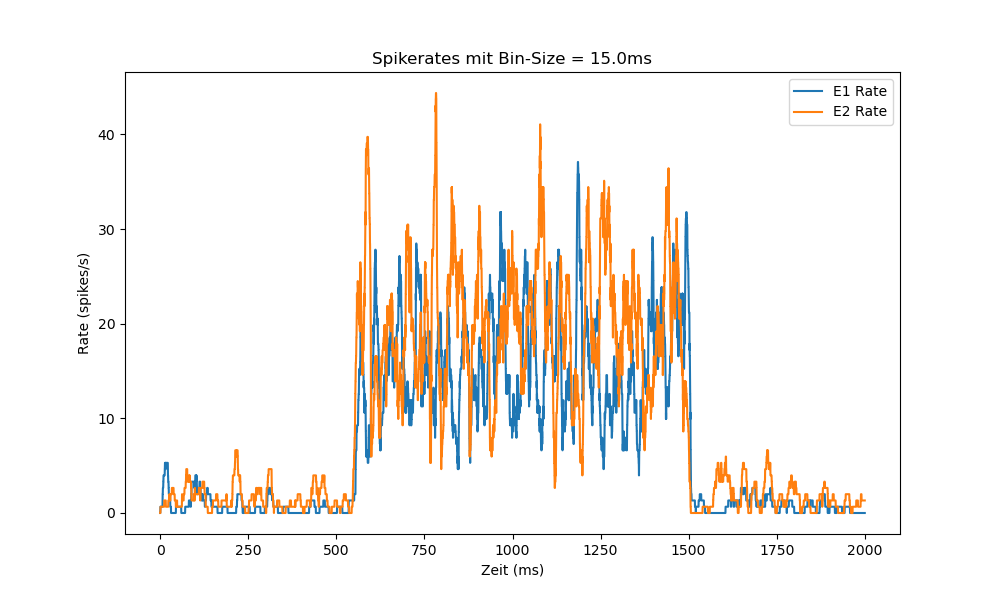 Spikerates mit Bin-Size = 15.0ms
E1 Rate
E2 Rate
Rate (spikes/s)
40
30
20
10
0
0 250 500 750 1000 1250 1500 1750 2000
Zeit (ms)